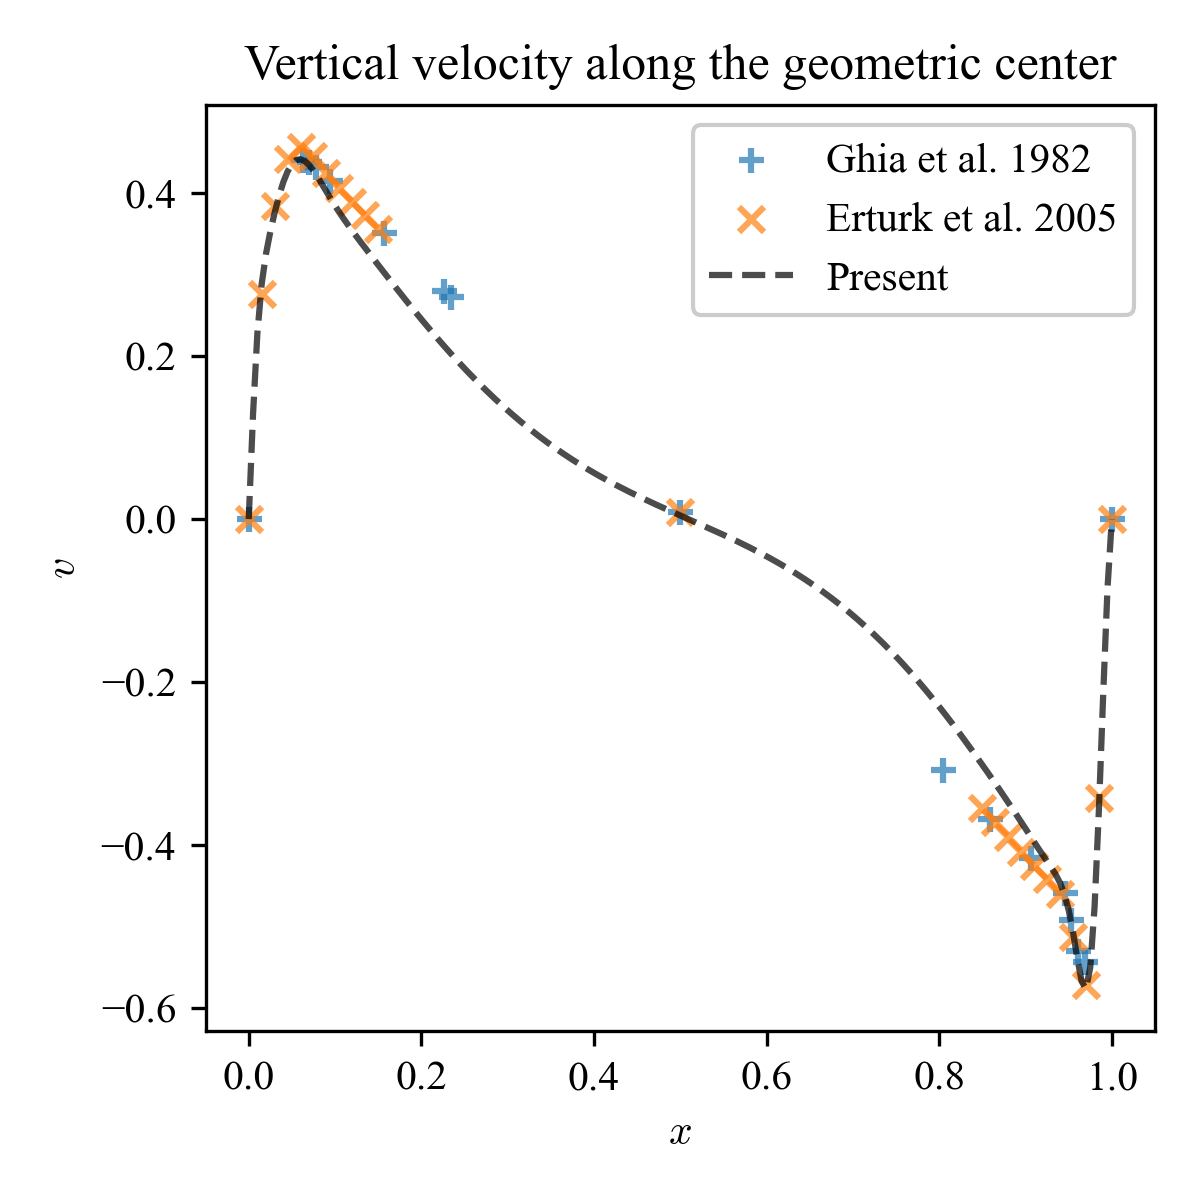 Vertical velocity along the geometric center
Ghia et al. 1982
Erturk et al. 2005
Present
0.4
0.2
0.0
−0.2
−0.4
−0.6
v
0.0 0.2 0.4 0.6 0.8 1.0
x